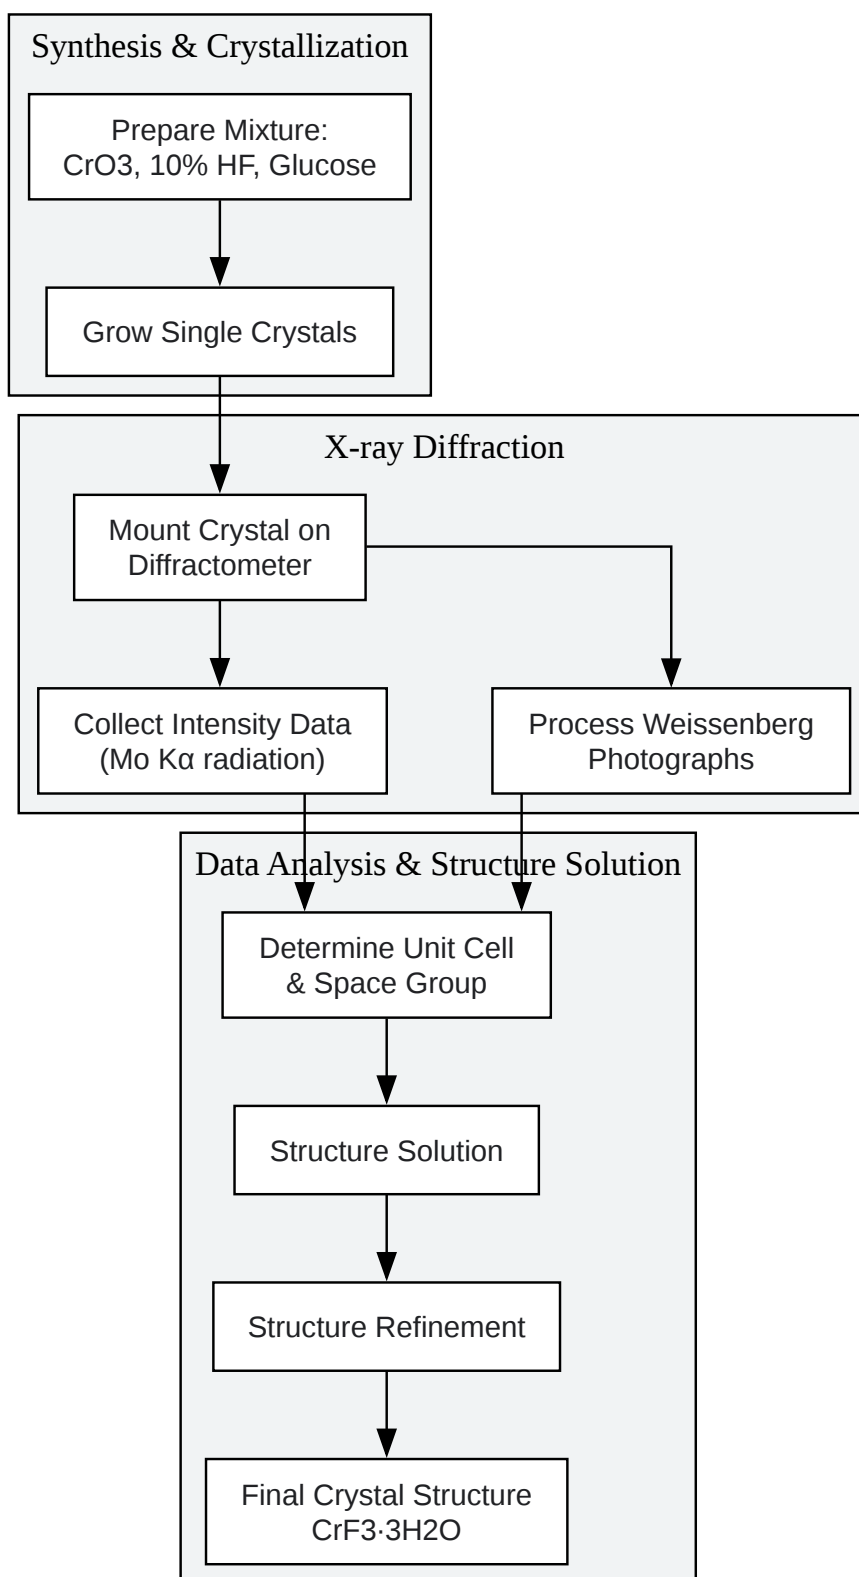 Synthesis & Crystallization
Prepare Mixture:
CrO3, 10% HF, Glucose
Grow Single Crystals
X-ray Diffraction
Mount Crystal on
Diffractometer
Collect Intensity Data
(Mo Kα radiation)
Process Weissenberg
Photographs
Data Analysis & Structure Solution
Determine Unit Cell
& Space Group
Structure Solution
Structure Refinement
Final Crystal Structure
CrF3·3H2O